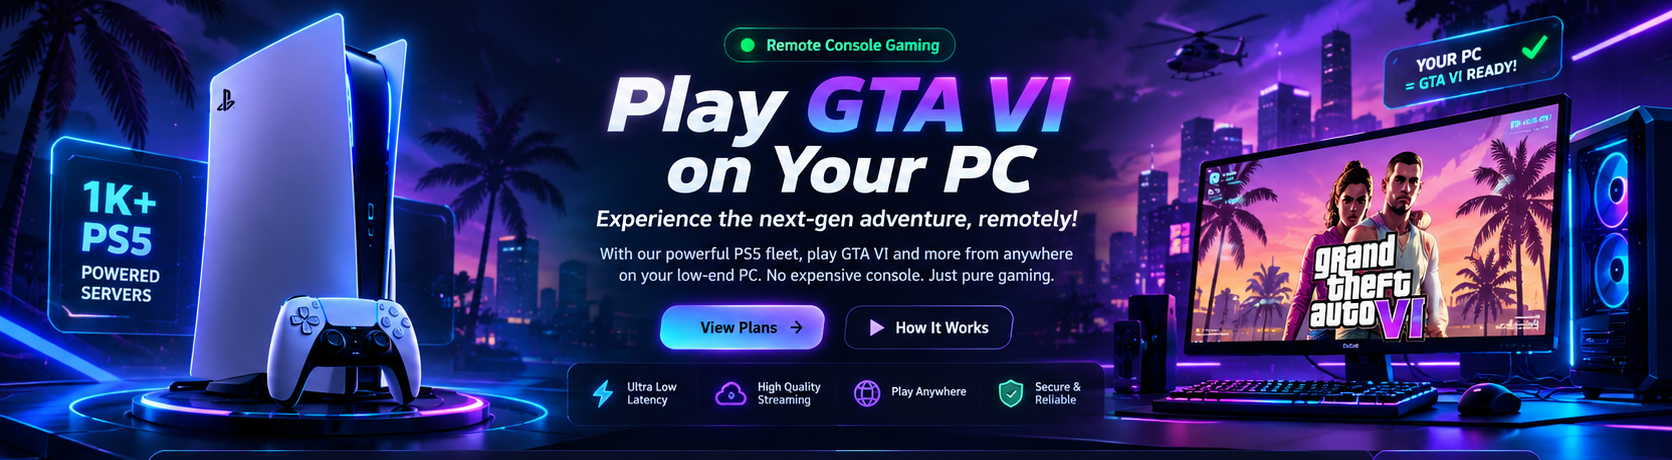 1K+
PS5
POWERED
SERVERS
Remote Console Gaming
Play GTA VI
on Your PC
Experience the next-gen adventure, remotely!
With our powerful PS5 fleet, play GTA VI and more from anywhere
on your low-end PC. No expensive console. Just pure gaming.
View Plans →
How It Works
Ultra Low
Latency
High Quality
Streaming
Play Anywhere
Secure &
Reliable
YOUR PC
= GTA VI READY!
grand
theft
auto VI